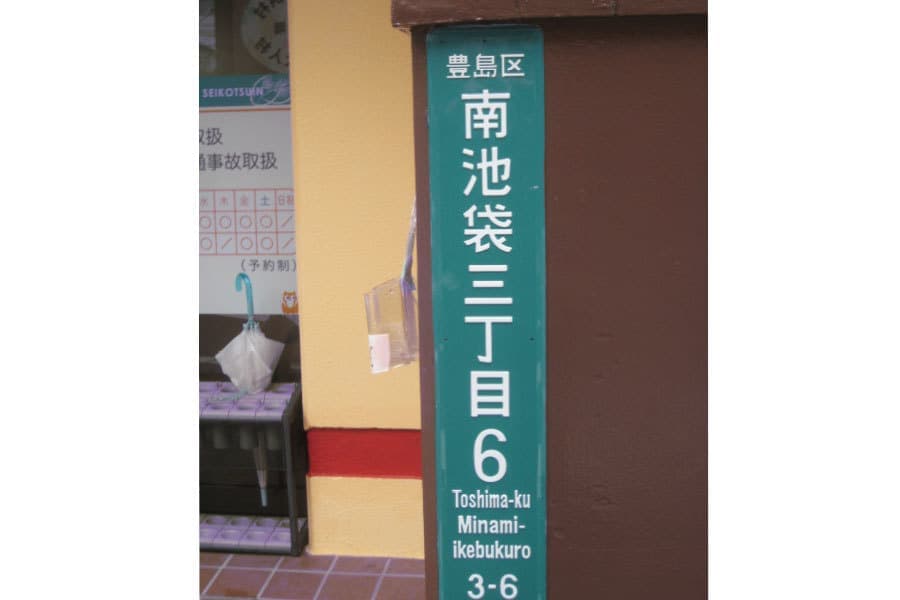 SEIKOTSUIN
取扱
通事故取扱
水 木 金 土 日祝
○ ○ ○ ○ /
○ / ○ ○ /
(予約制)
豊島区
南池袋三丁目
6
Toshima-ku
Minami-
ikebukuro
3-6